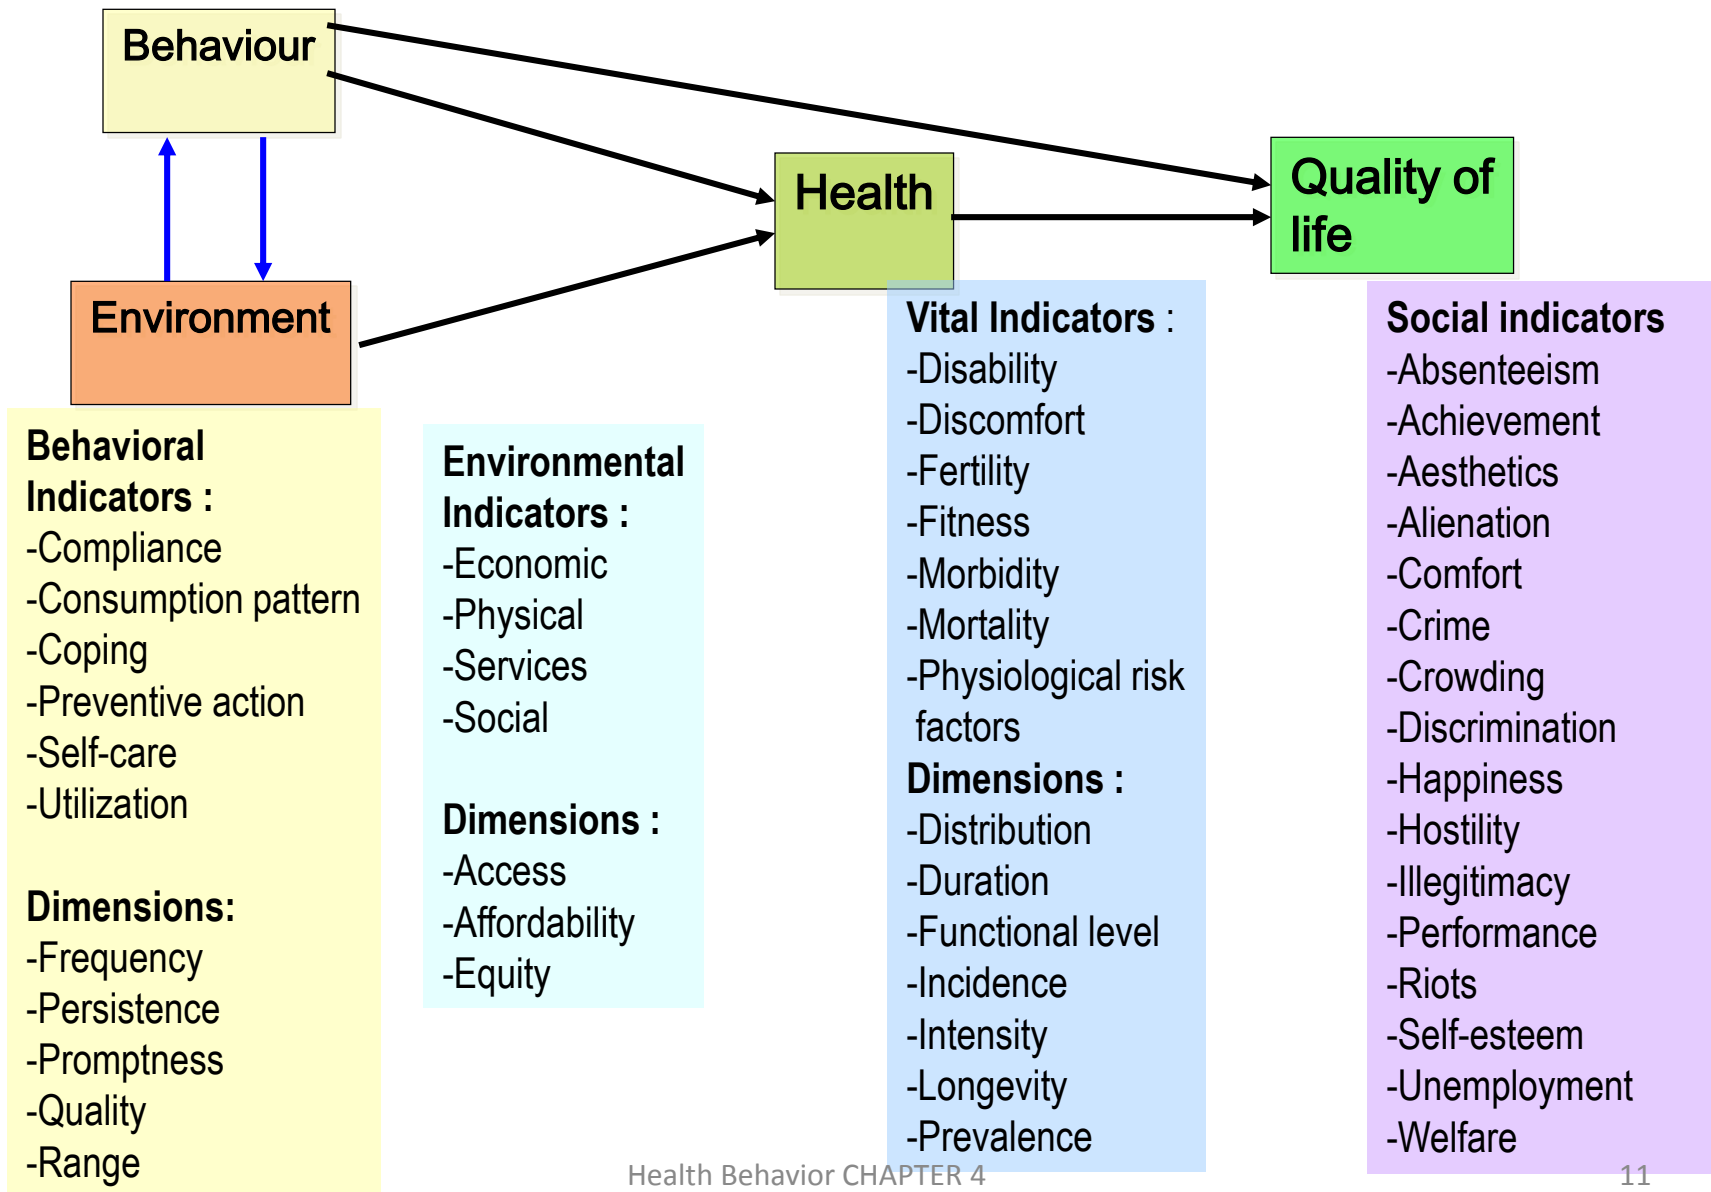 Behaviour
Health
Quality of
life
Environment
Behavioral
Indicators :
-Compliance
-Consumption pattern
-Coping
-Preventive action
-Self-care
-Utilization
Dimensions:
-Frequency
-Persistence
-Promptness
-Quality
-Range
Environmental
Indicators :
-Economic
-Physical
-Services
-Social
Dimensions :
-Access
-Affordability
-Equity
Vital Indicators :
-Disability
-Discomfort
-Fertility
-Fitness
-Morbidity
-Mortality
-Physiological risk
factors
Dimensions :
-Distribution
-Duration
-Functional level
-Incidence
-Intensity
-Longevity
-Prevalence
Social indicators
-Absenteeism
-Achievement
-Aesthetics
-Alienation
-Comfort
-Crime
-Crowding
-Discrimination
-Happiness
-Hostility
-Illegitimacy
-Performance
-Riots
-Self-esteem
-Unemployment
-Welfare
Health Behavior CHAPTER 4
11